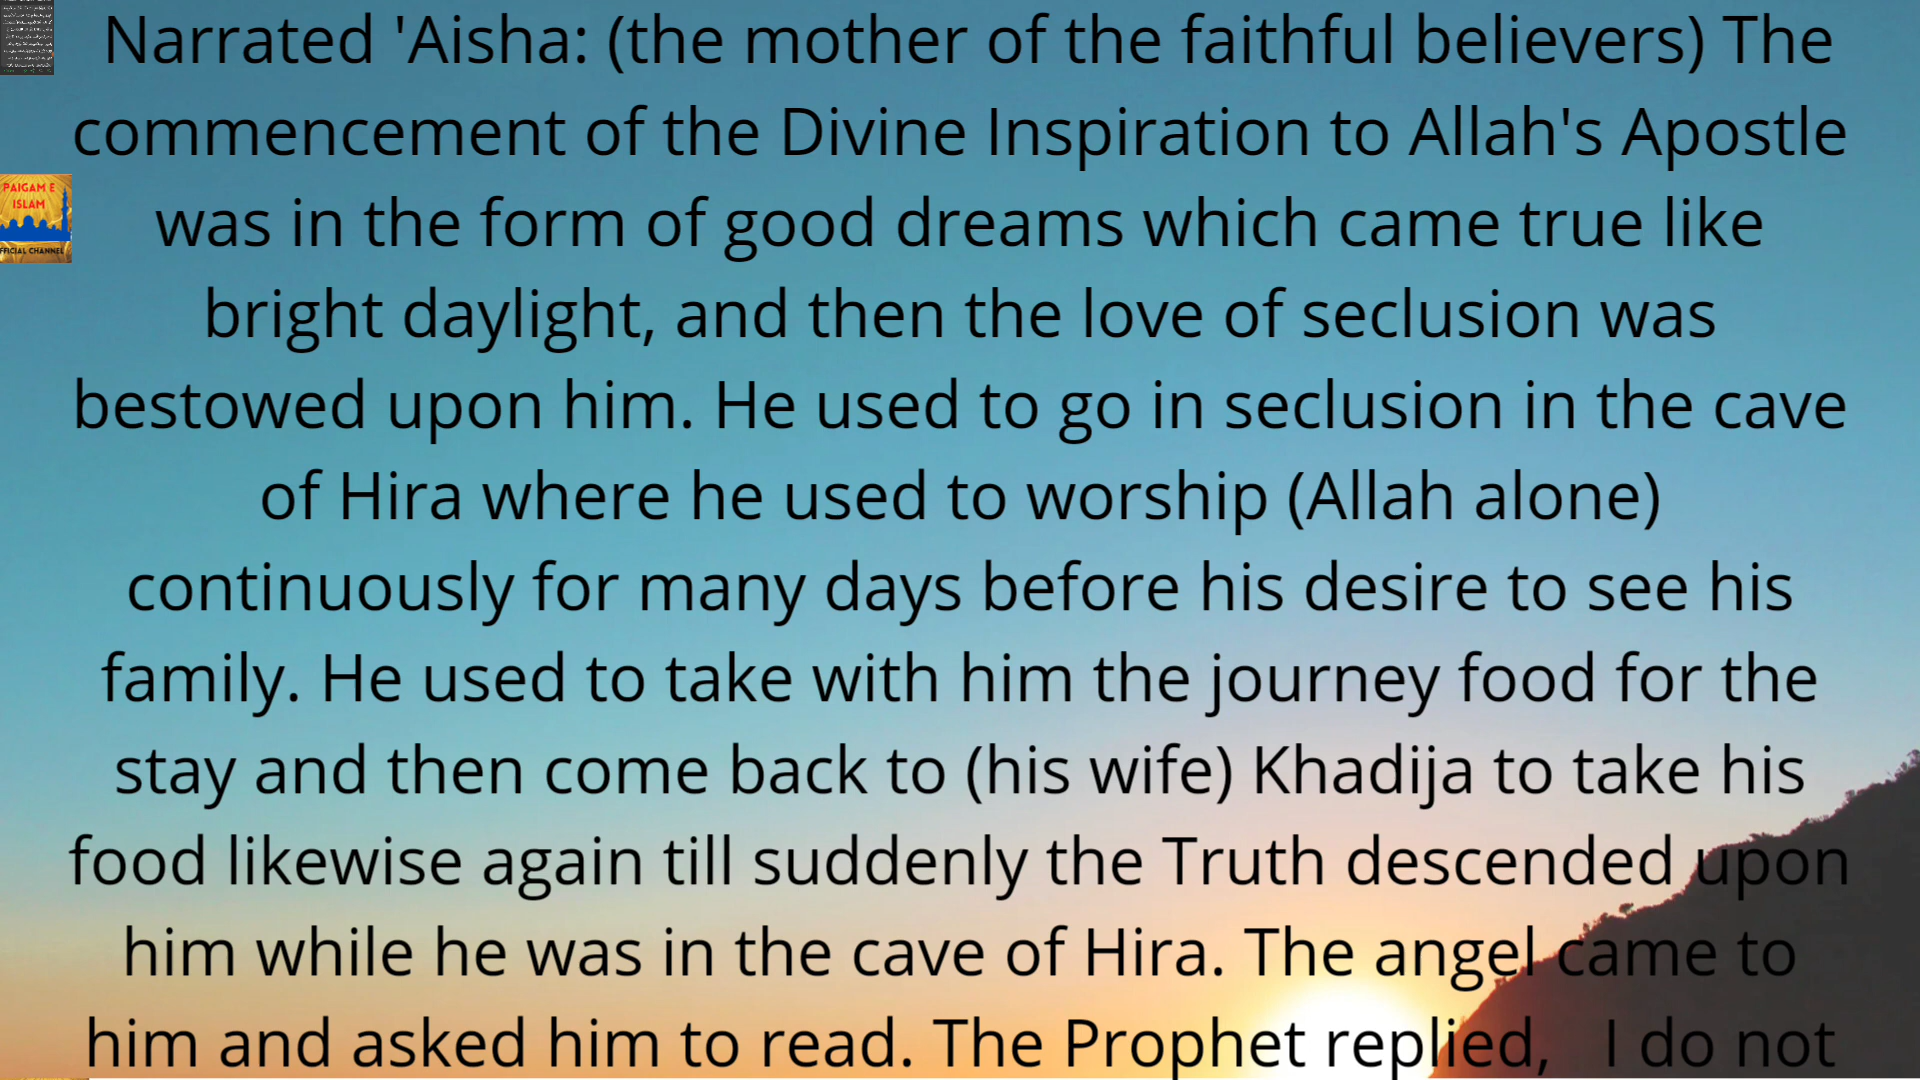 Narrated 'Aisha: (the mother of the faithful believers) The
commencement of the Divine Inspiration to Allah's Apostle
was in the form of good dreams which came true like
bright daylight, and then the love of seclusion was
bestowed upon him. He used to go in seclusion in the cave
of Hira where he used to worship (Allah alone)
continuously for many days before his desire to see his
family. He used to take with him the journey food for the
stay and then come back to (his wife) Khadija to take his
food likewise again till suddenly the Truth descended upon
him while he was in the cave of Hira. The angel came to
him and asked him to read. The Prophet replied,   I do not
PAIGAM E
ISLAM
FFICIAL CHANNEL